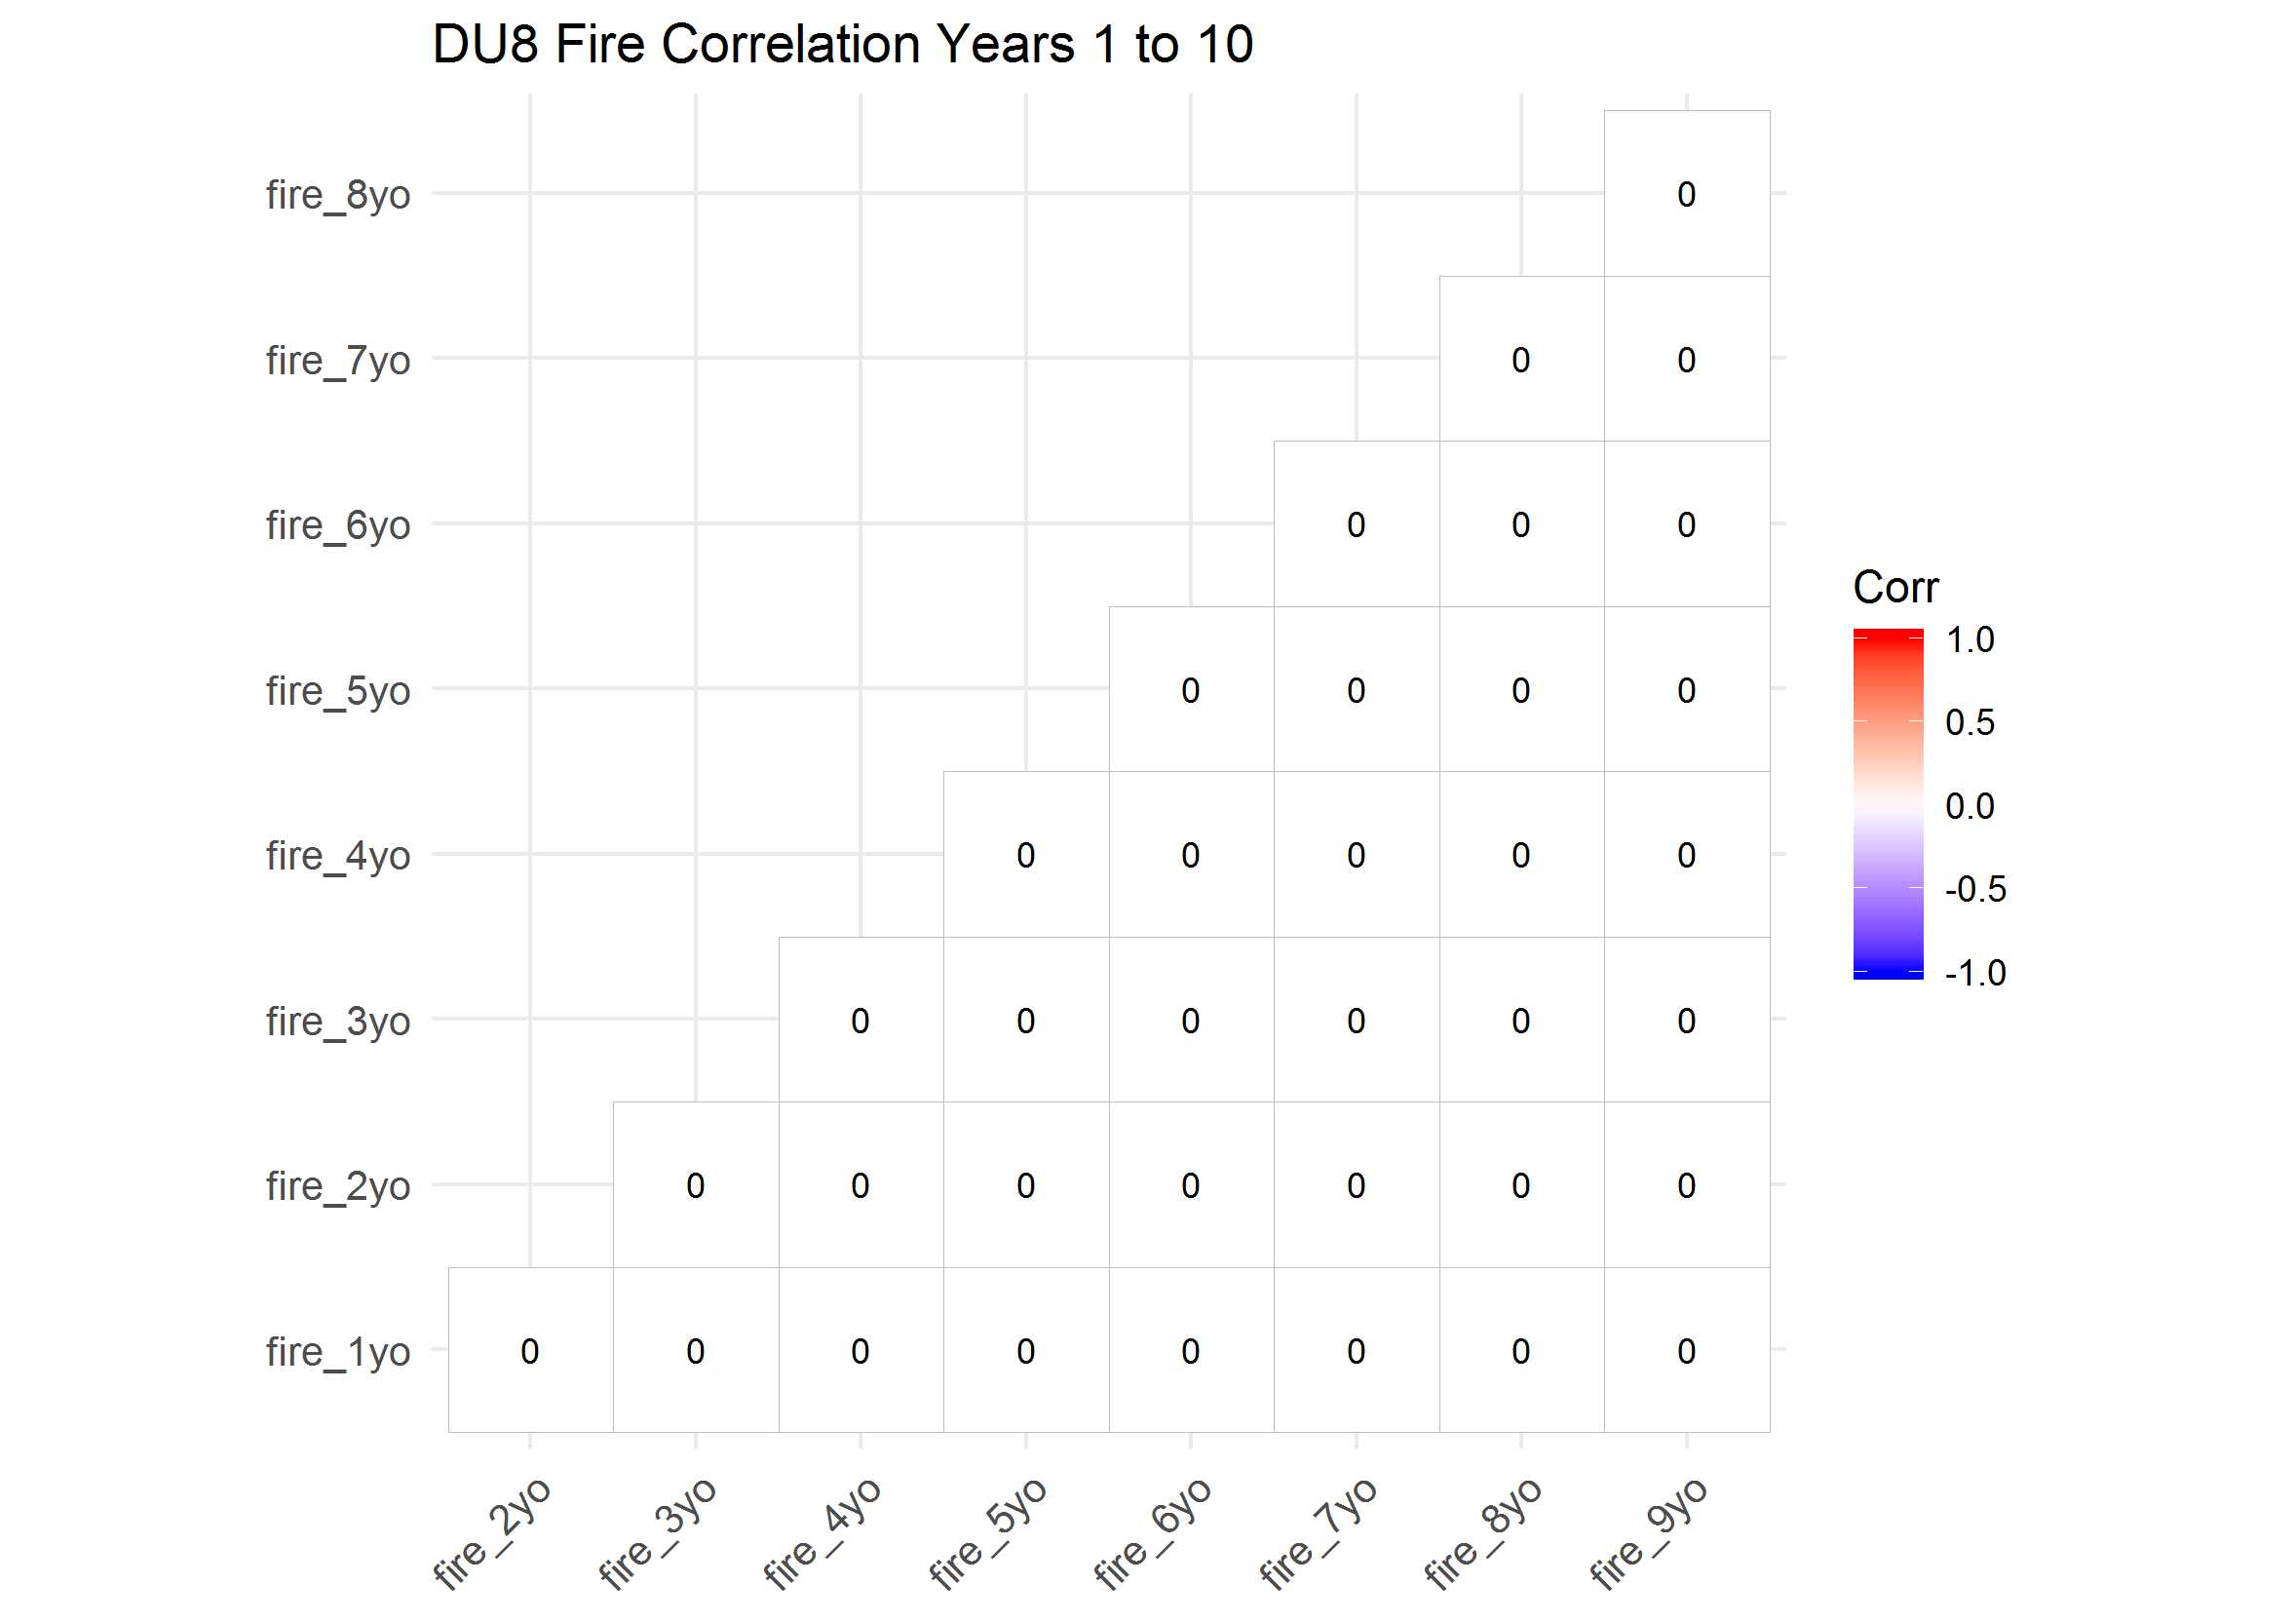 DU8 Fire Correlation Years 1 to 10
fire_8yo 0
fire_7yo 0 0
fire_6yo 0 0 0
fire_5yo 0 0 0 0
fire_4yo 0 0 0 0 0
fire_3yo 0 0 0 0 0 0
fire_2yo 0 0 0 0 0 0 0
fire_1yo 0 0 0 0 0 0 0 0
fire_2yo fire_3yo fire_4yo fire_5yo fire_6yo fire_7yo fire_8yo fire_9yo
Corr
1.0
0.5
0.0
-0.5
-1.0